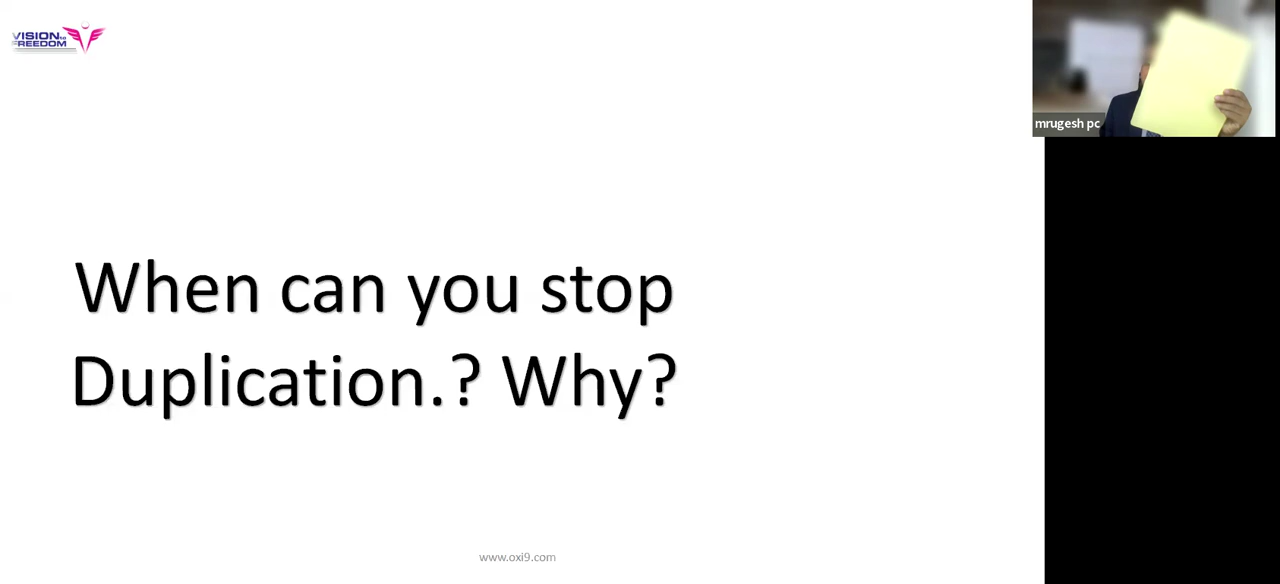 VISION to
FREEDOM
mrugesh pc
When can you stop
Duplication.? Why?
www.oxi9.com